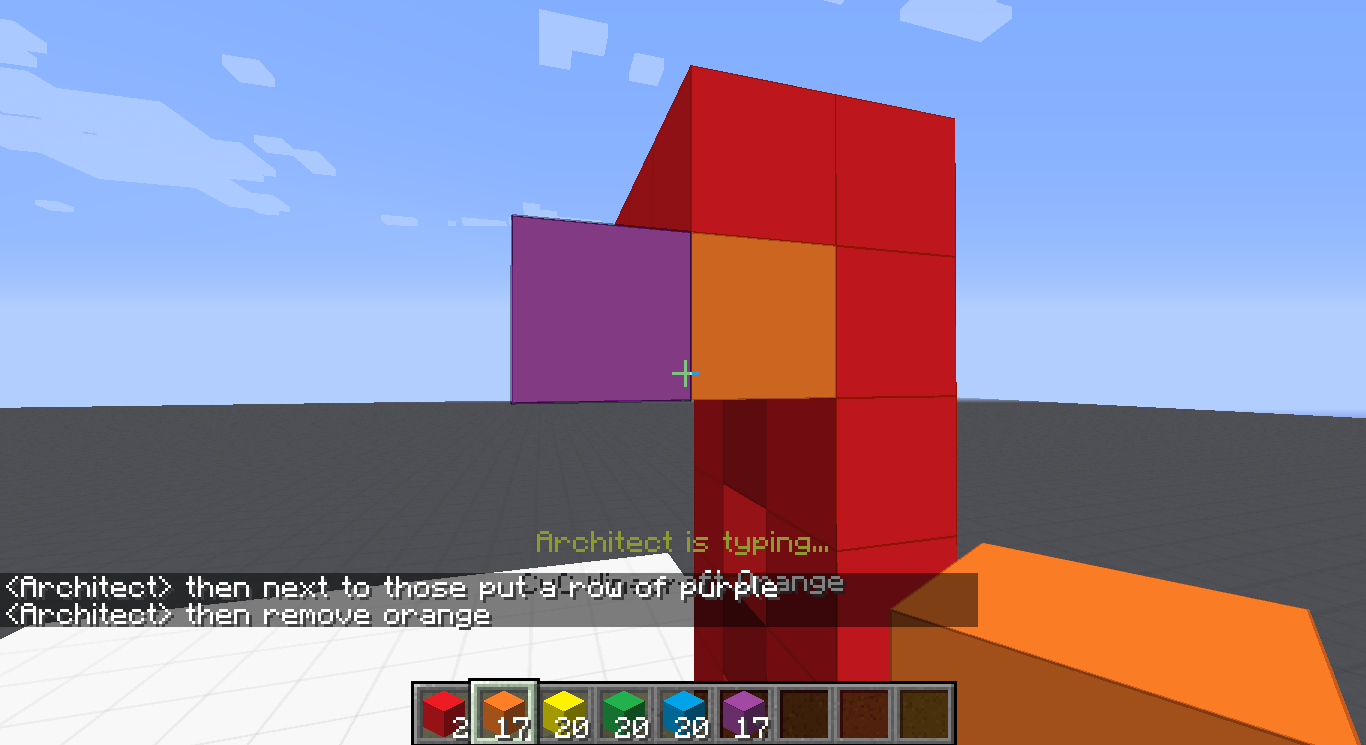 Architect is typing...
<Architect> then next to those put a row of purple
<Architect> then remove orange
2 17 20 20 20 17